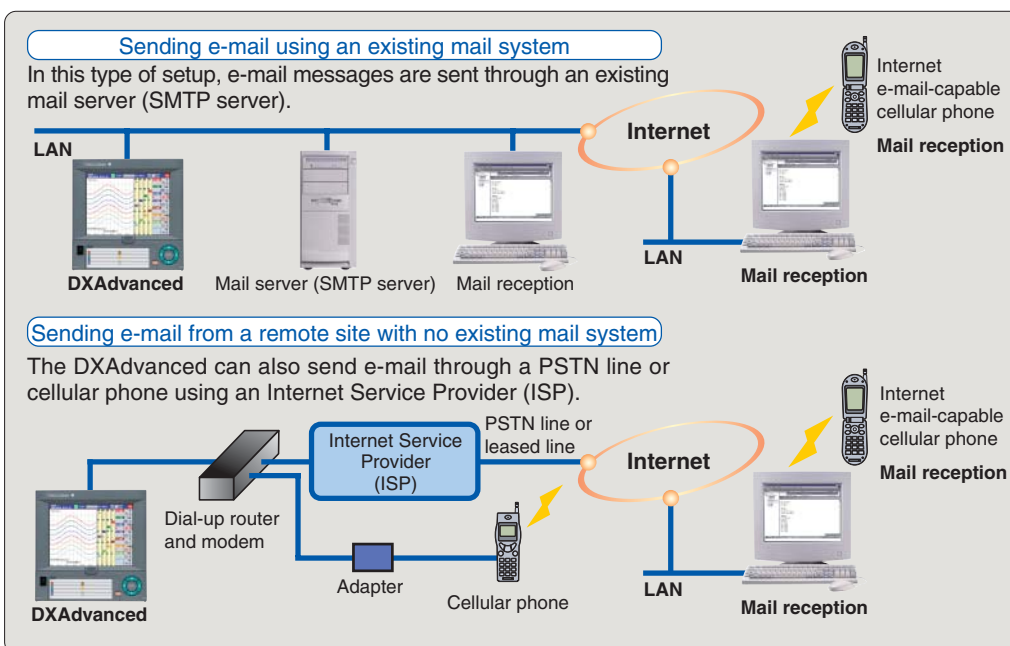 Sending e-mail using an existing mail system
In this type of setup, e-mail messages are sent through an existing
mail server (SMTP server).
Internet
e-mail-capable
cellular phone
Mail reception
Internet
LAN
DXAdvanced
Mail server (SMTP server)
Mail reception
LAN
Mail reception
Sending e-mail from a remote site with no existing mail system
The DXAdvanced can also send e-mail through a PSTN line or
cellular phone using an Internet Service Provider (ISP).
Internet
e-mail-capable
cellular phone
Mail reception
Internet Service
Provider
(ISP)
PSTN line or
leased line
Internet
Dial-up router
and modem
Adapter
Cellular phone
LAN
Mail reception
DXAdvanced